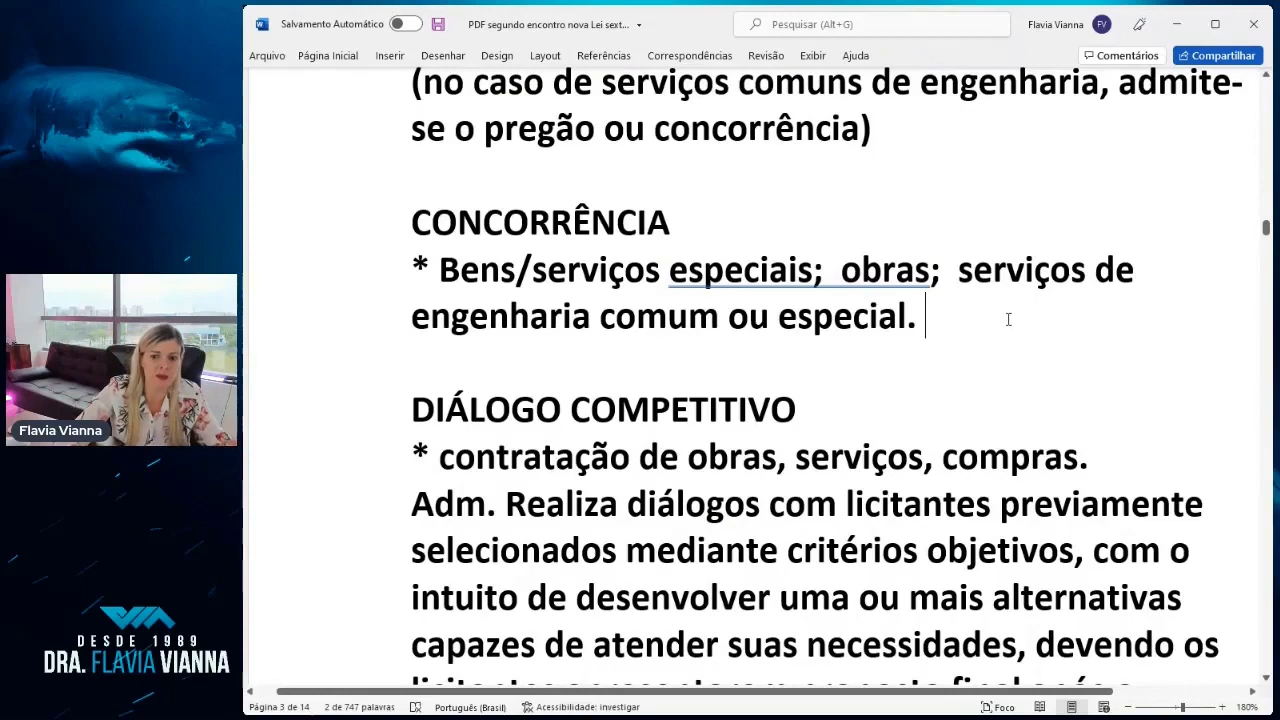 Salvamento Automático
PDF segundo encontro nova Lei sext...
Pesquisar (Alt+G)
Flavia Vianna
FV
Arquivo Página Inicial Inserir Desenhar Design Layout Referências Correspondências Revisão Exibir Ajuda
Comentários
Compartilhar
(no caso de serviços comuns de engenharia, admite-
se o pregão ou concorrência)
CONCORRÊNCIA
* Bens/serviços especiais; obras; serviços de
engenharia comum ou especial.
DIÁLOGO COMPETITIVO
* contratação de obras, serviços, compras.
Adm. Realiza diálogos com licitantes previamente
selecionados mediante critérios objetivos, com o
intuito de desenvolver uma ou mais alternativas
capazes de atender suas necessidades, devendo os
Flavia Vianna
DESDE 1989
DRA. FLAVIA VIANNA
Página 3 de 14 2 de 747 palavras Português (Brasil) Acessibilidade: investigar
Foco
180%